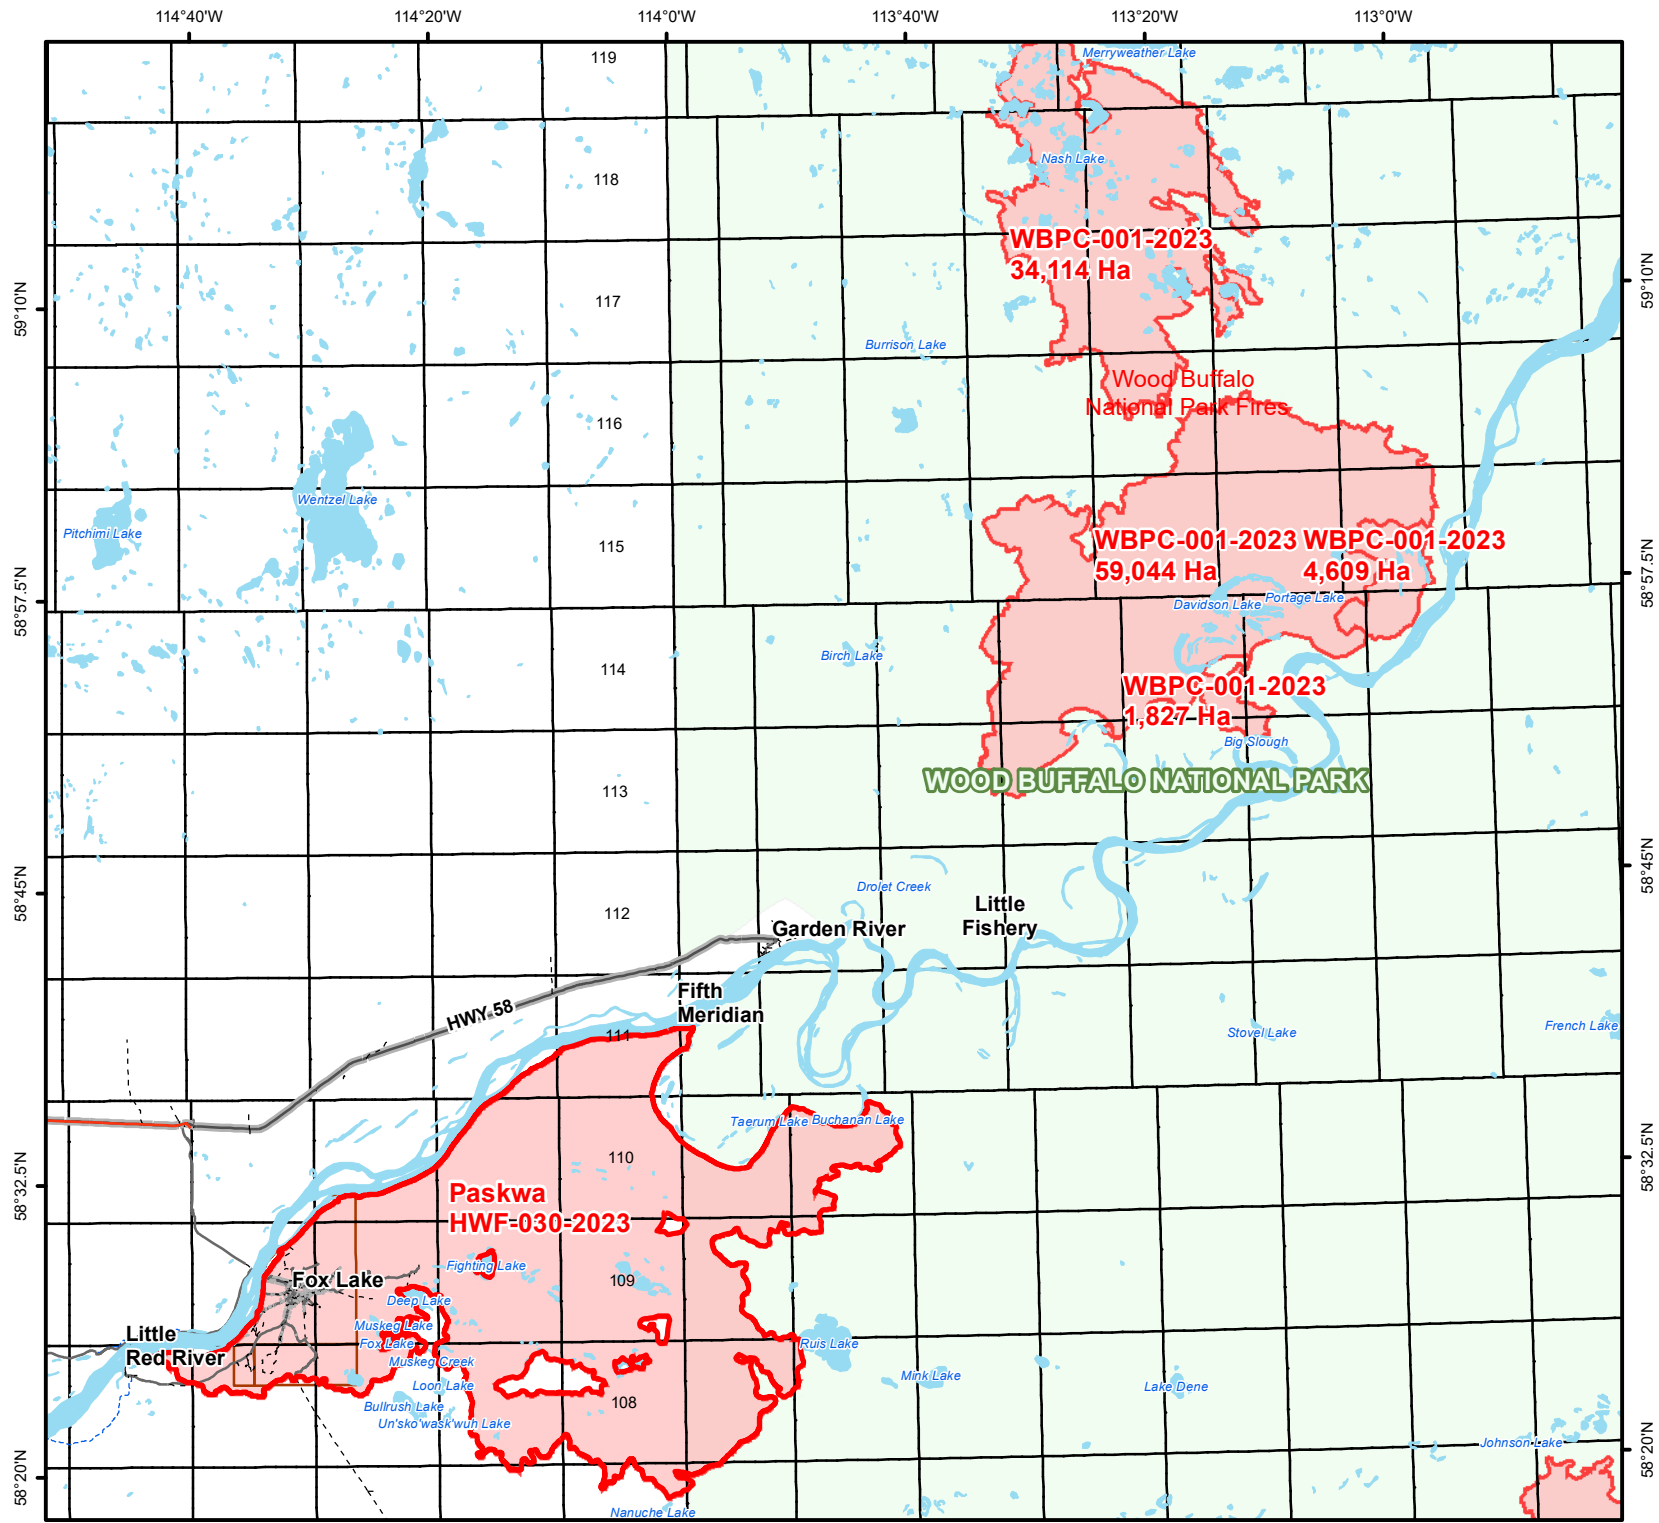 114°40'W
114°20'W
114°0'W
113°40'W
113°20'W
113°0'W
119
Merryweather Lake
Nash Lake
118
WBPC-001-2023
34,114 Ha
59°10'N
59°10'N
117
Burrison Lake
Wood Buffalo
National Park Fires
116
Wentzel Lake
Pitchimi Lake
115
WBPC-001-2023
59,044 Ha
WBPC-001-2023
4,609 Ha
58°57.5'N
58°57.5'N
Davidson Lake
Portage Lake
114
Birch Lake
WBPC-001-2023
1,827 Ha
Big Slough
WOOD BUFFALO NATIONAL PARK
113
58°45'N
58°45'N
Drolet Creek
112
Little
Fishery
Garden River
Fifth
Meridian
HWY 58
111
Stovel Lake
French Lake
Taerum Lake
Buchanan Lake
110
58°32.5'N
58°32.5'N
Paskwa
HWF-030-2023
Fighting Lake
109
Fox Lake
Deep Lake
Muskeg Lake
Little
Red River
Fox Lake
Muskeg Creek
Ruis Lake
Mink Lake
Lake Dene
Loon Lake
Bullrush Lake
108
Un'sko'wask'wuh Lake
Johnson Lake
58°20'N
58°20'N
Nanuche Lake